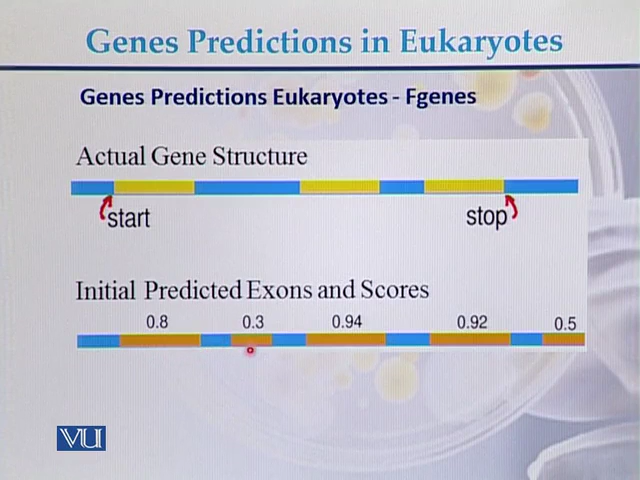 Genes Predictions in Eukaryotes
Genes Predictions Eukaryotes - Fgenes
Actual Gene Structure
start
stop
Initial Predicted Exons and Scores
0.8 0.3 0.94 0.92 0.5
VU